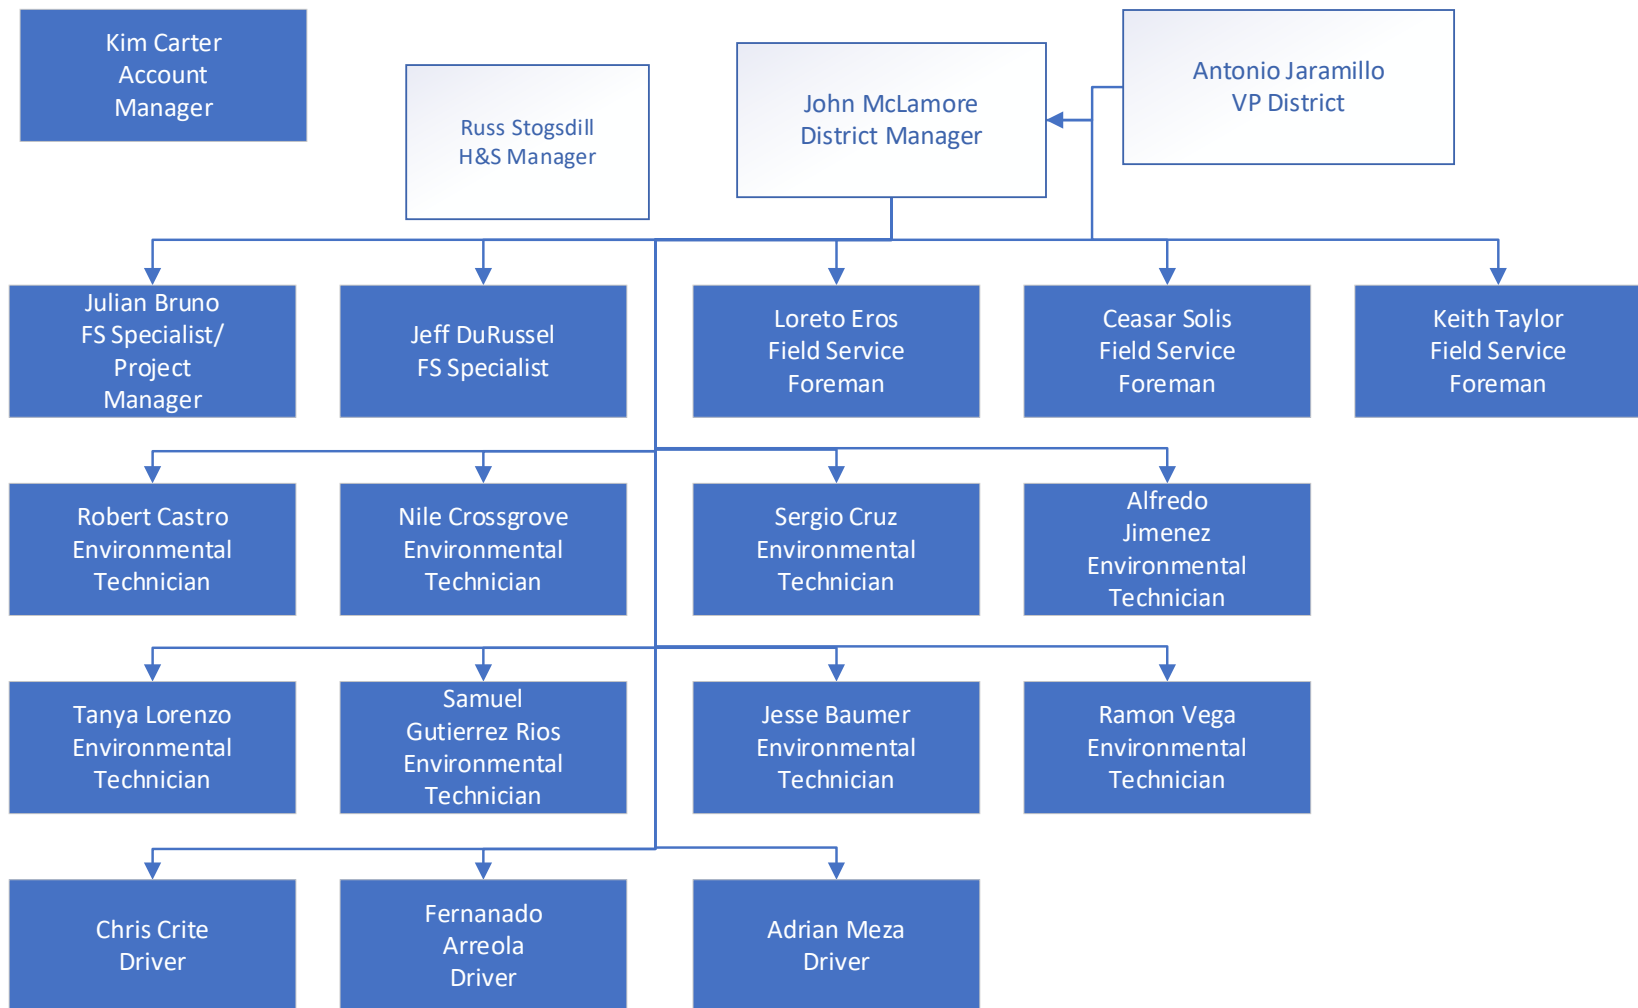 Kim Carter
Account
Manager
Russ Stogsdill
H&S Manager
John McLamore
District Manager
Antonio Jaramillo
VP District
Julian Bruno
FS Specialist/
Project
Manager
Jeff DuRussel
FS Specialist
Loreto Eros
Field Service
Foreman
Ceasar Solis
Field Service
Foreman
Keith Taylor
Field Service
Foreman
Robert Castro
Environmental
Technician
Nile Crossgrove
Environmental
Technician
Sergio Cruz
Environmental
Technician
Alfredo
Jimenez
Environmental
Technician
Tanya Lorenzo
Environmental
Technician
Samuel
Gutierrez Rios
Environmental
Technician
Jesse Baumer
Environmental
Technician
Ramon Vega
Environmental
Technician
Chris Crite
Driver
Fernanado
Arreola
Driver
Adrian Meza
Driver